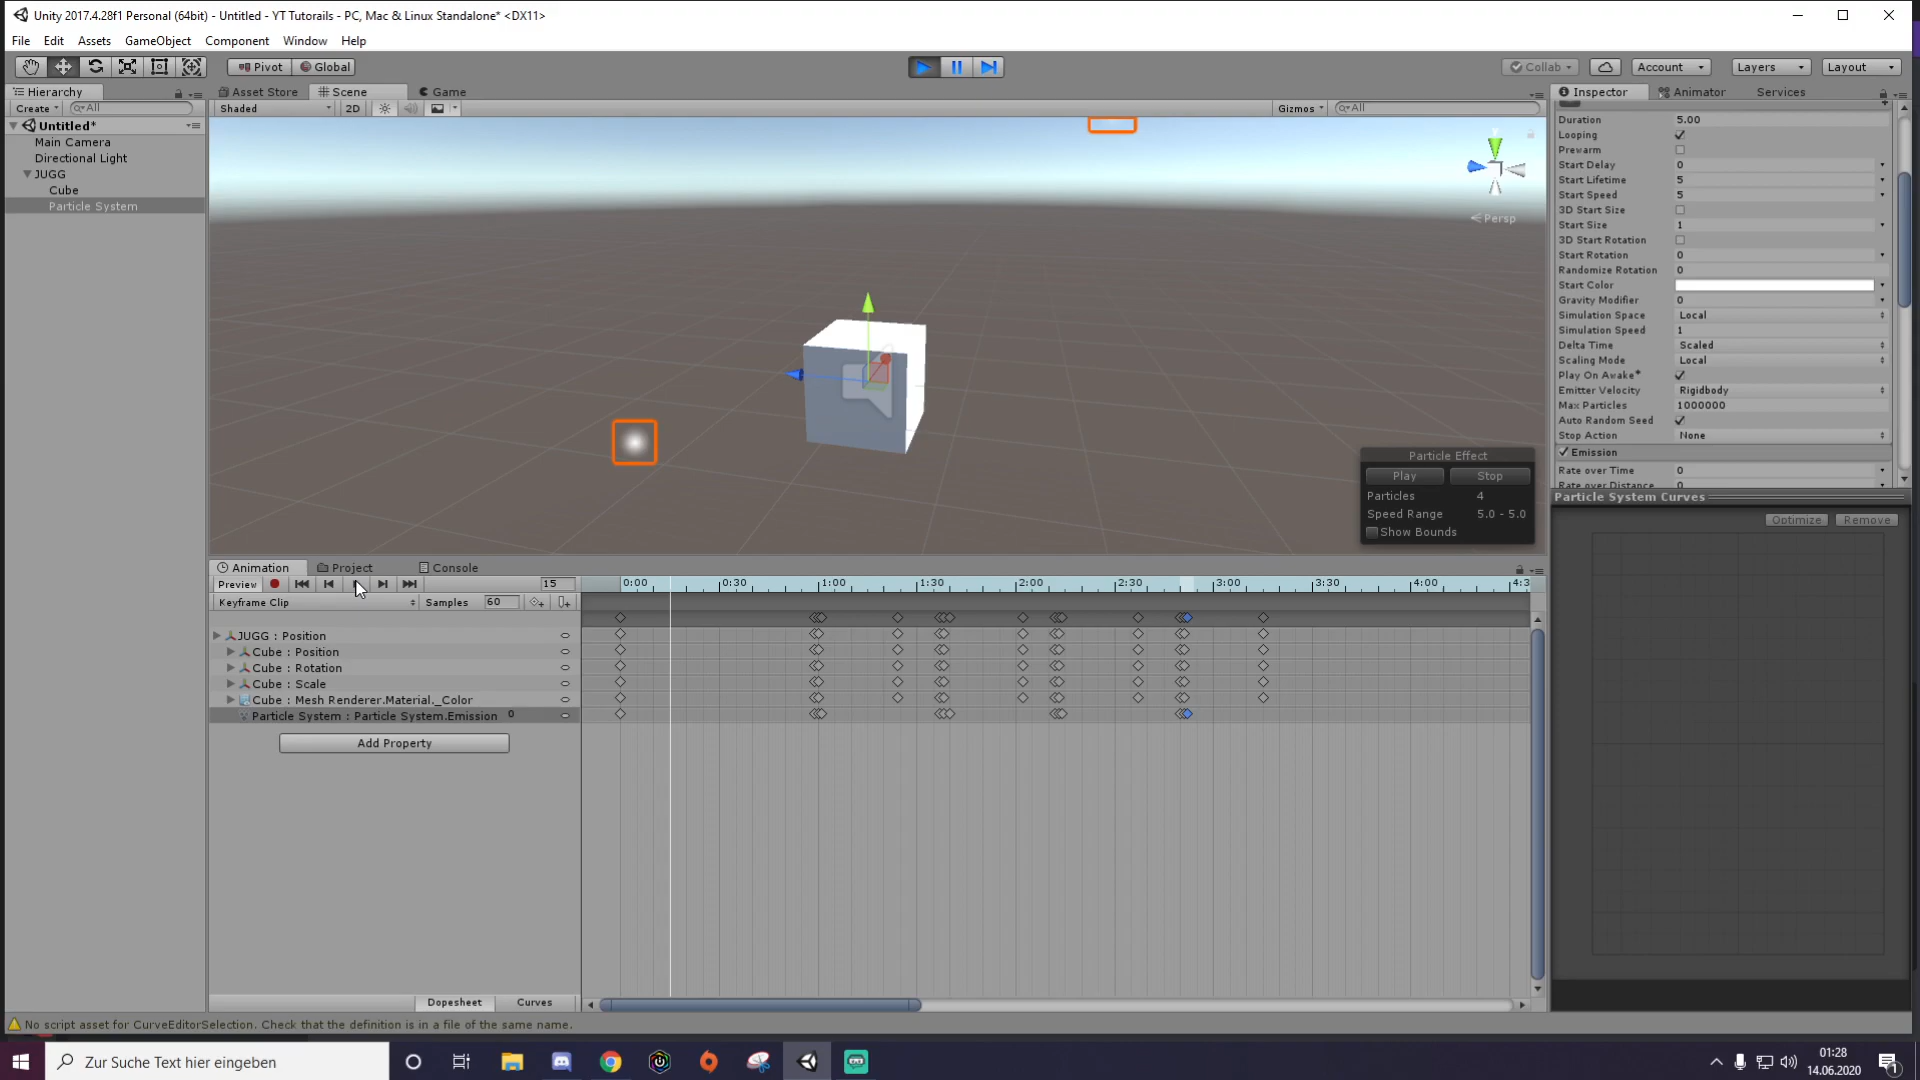 Unity 2017.4.28f1 Personal (64bit) - Untitled - YT Tutorails - PC, Mac & Linux Standalone* <DX11>
File Edit Assets GameObject Component Window Help
Pivot Global Collab Account Layers Layout
Hierarchy
Create All
Untitled*
Main Camera
Directional Light
JUGG
Cube
Particle System
Asset Store Scene Game
Shaded 2D Gizmos All
Persp
Particle Effect
Play Stop
Particles 4
Speed Range 5.0 - 5.0
Show Bounds
Inspector Animator Services
Duration 5.00
Looping
Prewarm
Start Delay 0
Start Lifetime 5
Start Speed 5
3D Start Size
Start Size 1
3D Start Rotation
Start Rotation 0
Randomize Rotation 0
Start Color
Gravity Modifier 0
Simulation Space Local
Simulation Speed 1
Delta Time Scaled
Scaling Mode Local
Play On Awake*
Emitter Velocity Rigidbody
Max Particles 1000000
Auto Random Seed
Stop Action None
Emission
Rate over Time 0
Rate over Distance 0
Particle System Curves
Optimize Remove
Animation Project Console
Preview 15 0:00 0:30 1:00 1:30 2:00 2:30 3:00 3:30 4:00 4:3
Keyframe Clip Samples 60
JUGG : Position
Cube : Position
Cube : Rotation
Cube : Scale
Cube : Mesh Renderer.Material._Color
Particle System : Particle System.Emission 0
Add Property
Dopesheet Curves
No script asset for CurveEditorSelection. Check that the definition is in a file of the same name.
Zur Suche Text hier eingeben
01:28
14.06.2020
1